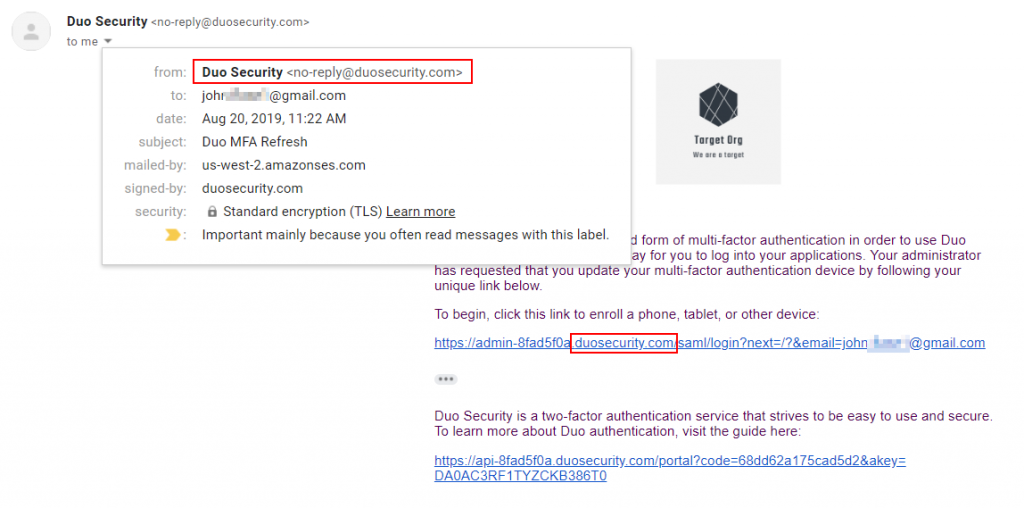 Duo Security <no-reply@duosecurity.com>
to me
from: Duo Security <no-reply@duosecurity.com>
to: john @gmail.com
date: Aug 20, 2019, 11:22 AM
subject: Duo MFA Refresh
mailed-by: us-west-2.amazonses.com
signed-by: duosecurity.com
security: Standard encryption (TLS) Learn more
: Important mainly because you often read messages with this label.
Target Org
We are a target
d form of multi-factor authentication in order to use Duo
ay for you to log into your applications. Your administrator
has requested that you update your multi-factor authentication device by following your
unique link below.
To begin, click this link to enroll a phone, tablet, or other device:
https://admin-8fad5f0a.duosecurity.com/saml/login?next=/?&email=john @gmail.com
Duo Security is a two-factor authentication service that strives to be easy to use and secure.
To learn more about Duo authentication, visit the guide here:
https://api-8fad5f0a.duosecurity.com/portal?code=68dd62a175cad5d2&akey=
DA0AC3RF1TYZCKB386T0